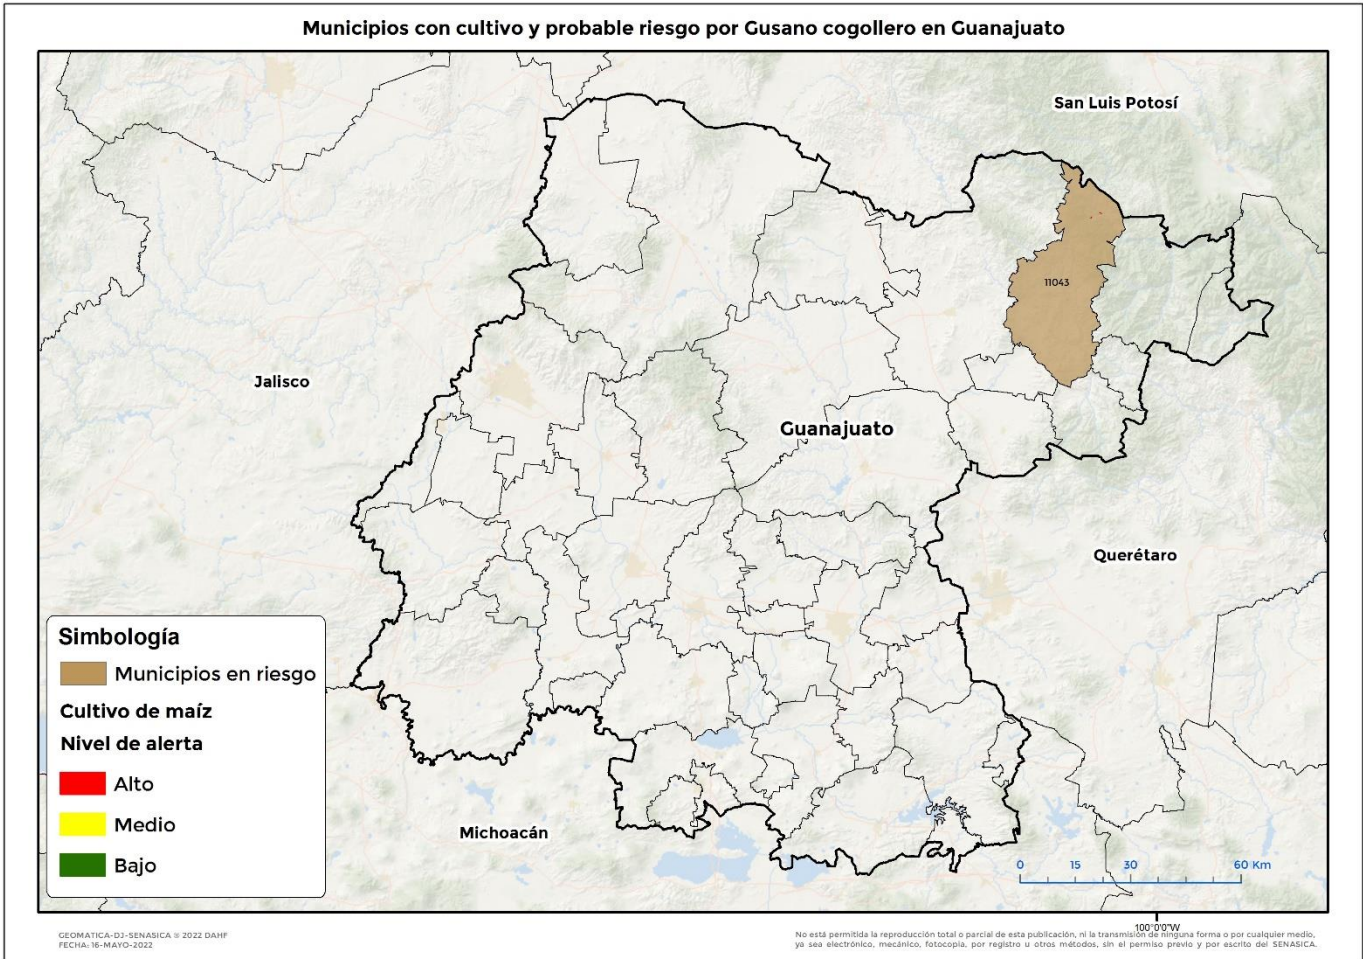 Municipios con cultivo y probable riesgo por Gusano cogollero en Guanajuato
San Luis Potosí
11043
Jalisco
Guanajuato
Querétaro
Michoacán
Simbología
Municipios en riesgo
Cultivo de maíz
Nivel de alerta
Alto
Medio
Bajo
0 15 30 60 Km
100°0'0"W
GEOMATICA-DJ-SENASICA © 2022 DAHF
FECHA: 16-MAYO-2022
No está permitida la reproducción total o parcial de esta publicación, ni la transmisión de ninguna forma o por cualquier medio,
ya sea electrónico, mecánico, fotocopia, por registro u otros métodos, sin el permiso previo y por escrito del SENASICA.